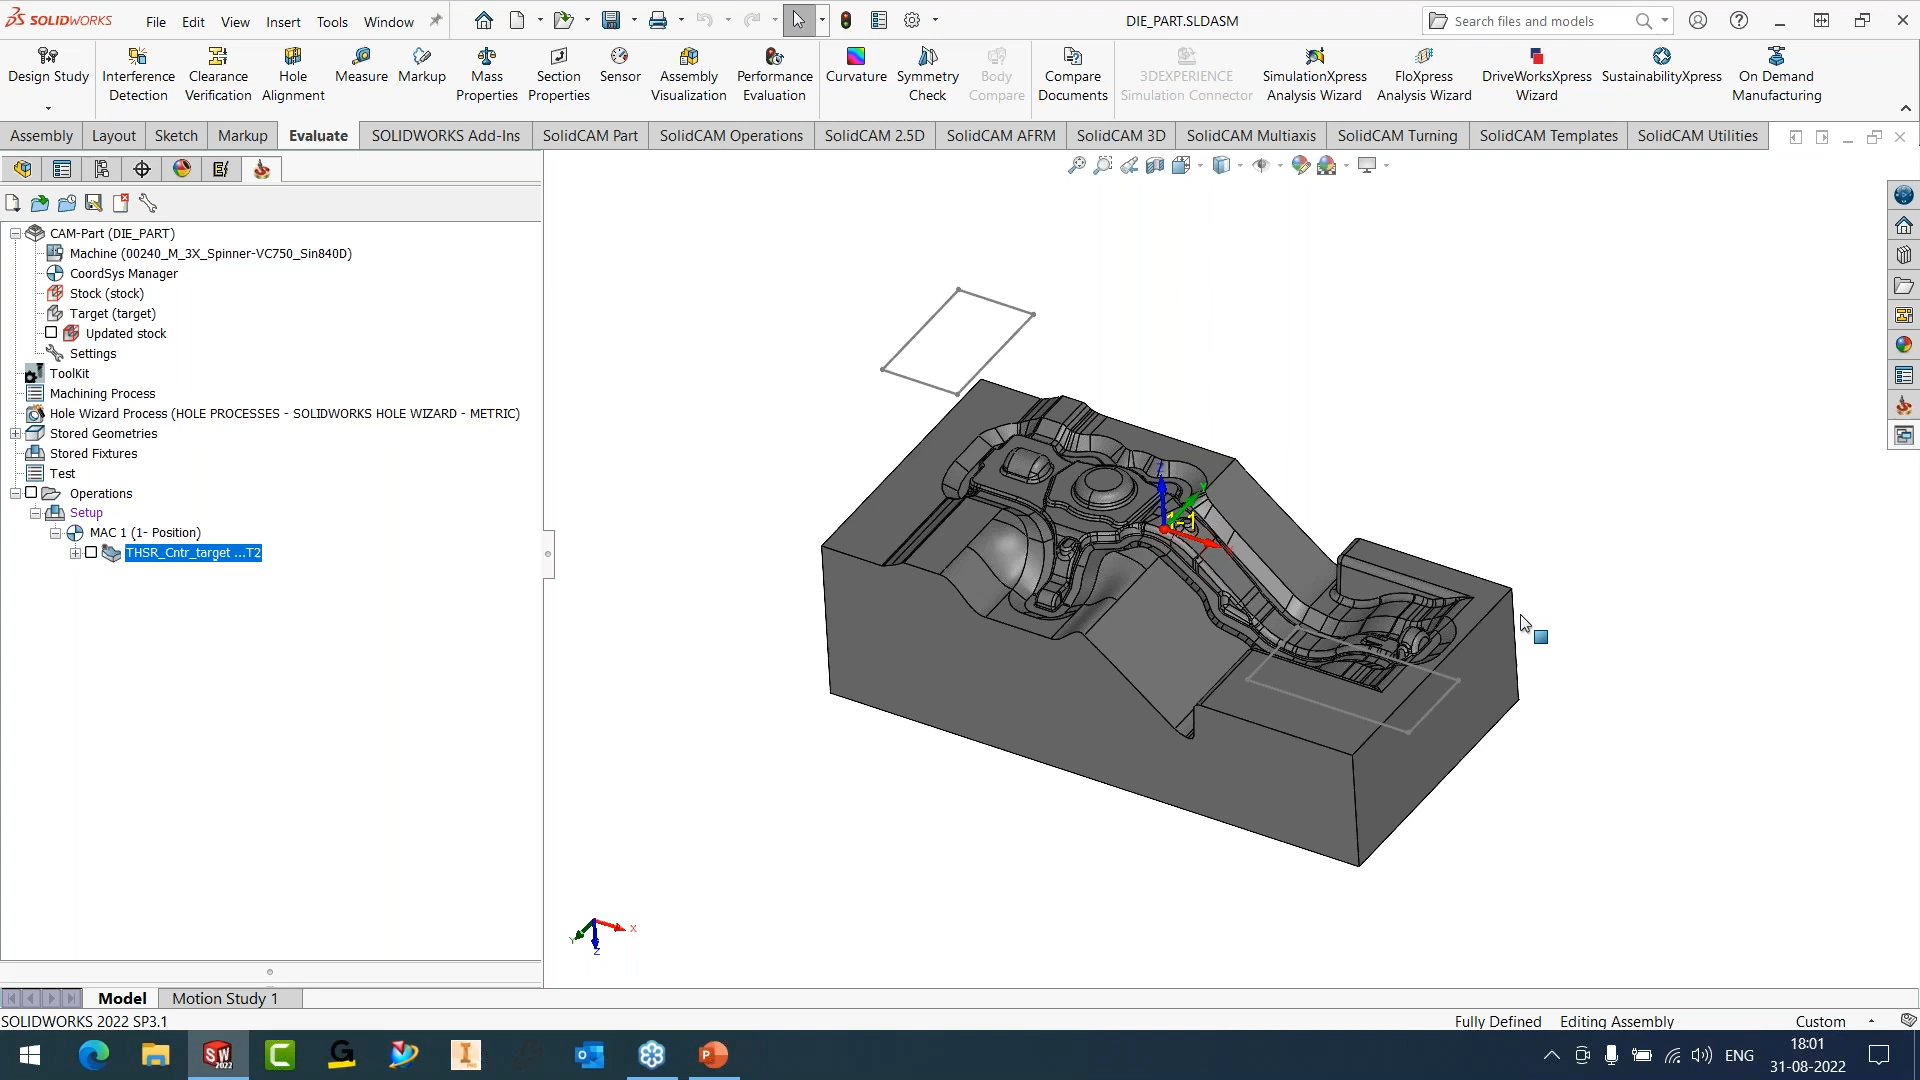 SOLIDWORKS
File
Edit
View
Insert
Tools
Window
DIE_PART.SLDASM
Search files and models
Design Study
Interference Detection
Clearance Verification
Hole Alignment
Measure
Markup
Mass Properties
Section Properties
Sensor
Assembly Visualization
Performance Evaluation
Curvature
Symmetry Check
Body Compare
Compare Documents
3DEXPERIENCE Simulation Connector
SimulationXpress Analysis Wizard
FloXpress Analysis Wizard
DriveWorksXpress Wizard
SustainabilityXpress
On Demand Manufacturing
Assembly
Layout
Sketch
Markup
Evaluate
SOLIDWORKS Add-Ins
SolidCAM Part
SolidCAM Operations
SolidCAM 2.5D
SolidCAM AFRM
SolidCAM 3D
SolidCAM Multiaxis
SolidCAM Turning
SolidCAM Templates
SolidCAM Utilities
CAM-Part (DIE_PART)
Machine (00240_M_3X_Spinner-VC750_Sin840D)
CoordSys Manager
Stock (stock)
Target (target)
Updated stock
Settings
ToolKit
Machining Process
Hole Wizard Process (HOLE PROCESSES - SOLIDWORKS HOLE WIZARD - METRIC)
Stored Geometries
Stored Fixtures
Test
Operations
Setup
MAC 1 (1- Position)
THSR_Cntr_target ...T2
Z
Y
1-1
X
X
Y
Z
Model
Motion Study 1
SOLIDWORKS 2022 SP3.1
Fully Defined
Editing Assembly
Custom
SW
2022
ENG
18:01
31-08-2022